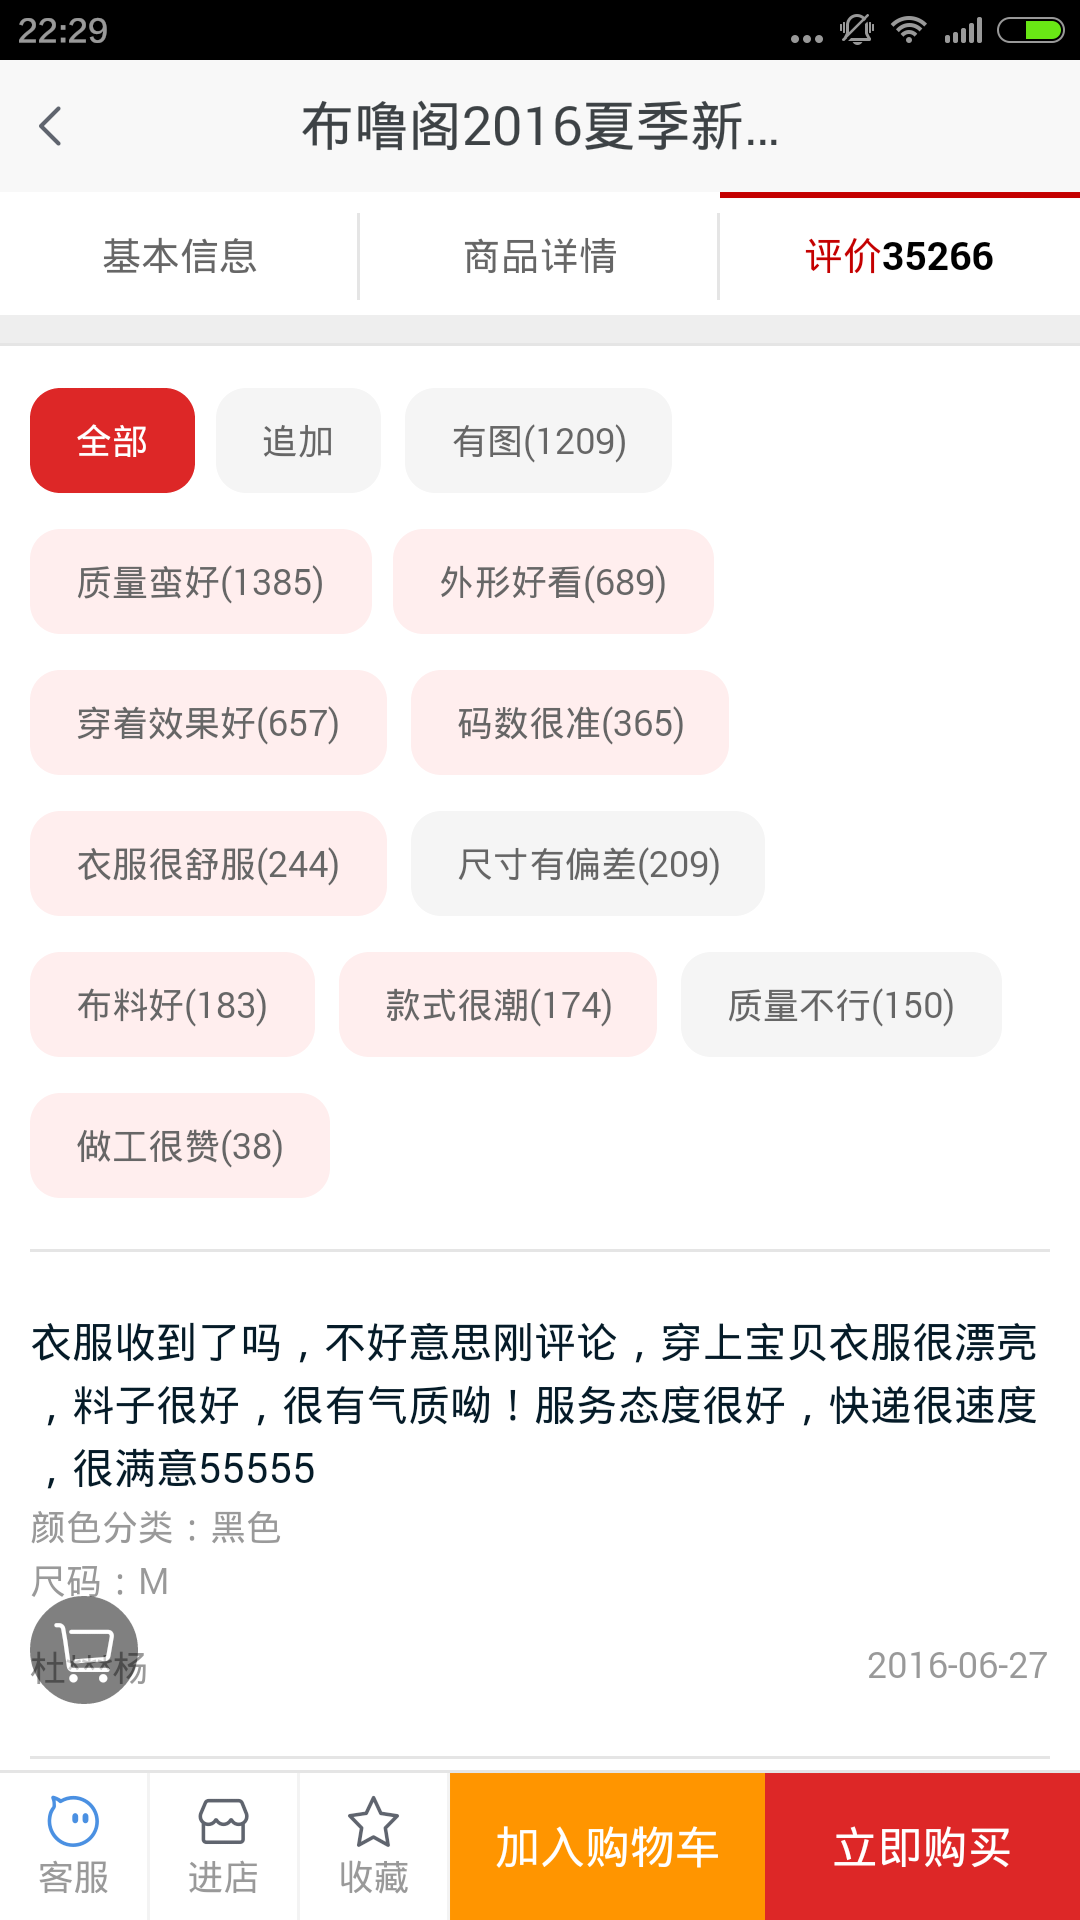 22:29
布噜阁2016夏季新...
基本信息
商品详情
评价35266
全部
追加
有图(1209)
质量蛮好(1385)
外形好看(689)
穿着效果好(657)
码数很准(365)
衣服很舒服(244)
尺寸有偏差(209)
布料好(183)
款式很潮(174)
质量不行(150)
做工很赞(38)
衣服收到了吗，不好意思刚评论，穿上宝贝衣服很漂亮
，料子很好，很有气质呦！服务态度很好，快递很速度
，很满意55555
颜色分类：黑色
尺码：M
杜***杨
2016-06-27
客服
进店
收藏
加入购物车
立即购买